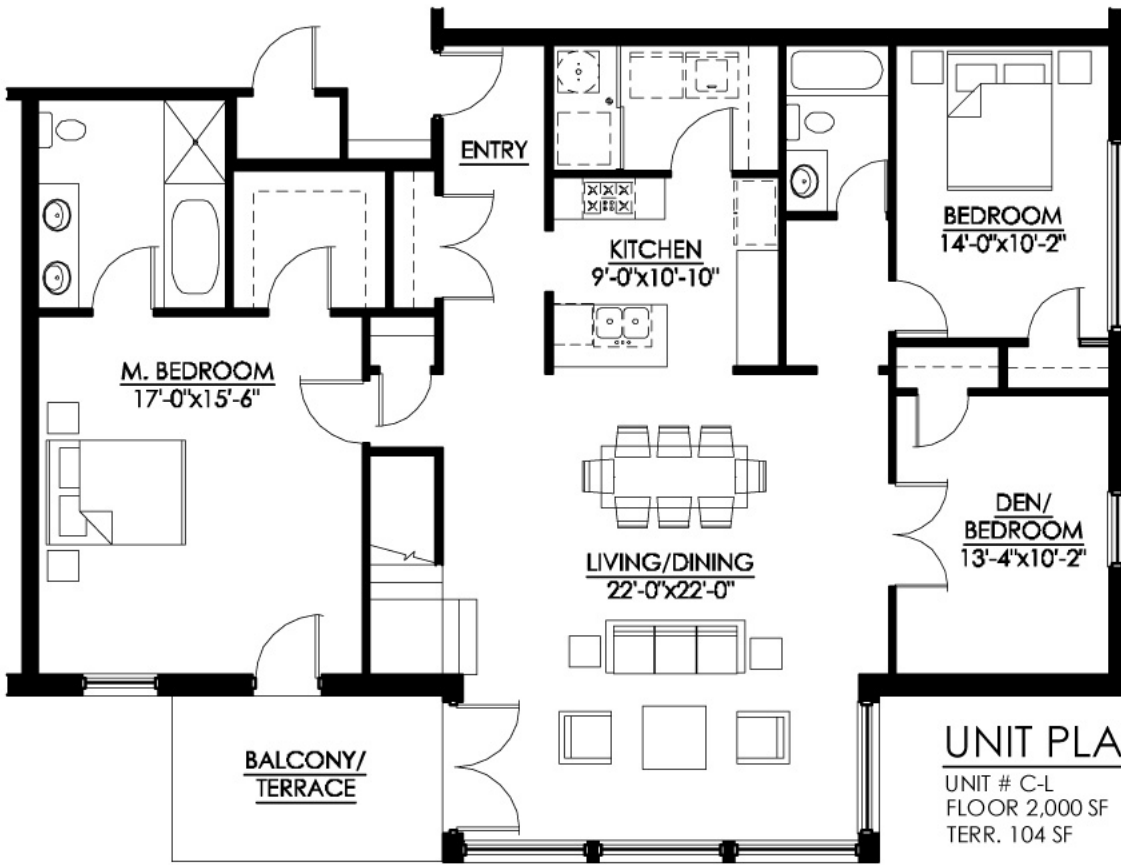 ENTRY
BEDROOM
14'-0"x10'-2"
KITCHEN
9'-0"x10'-10"
M. BEDROOM
17'-0"x15'-6"
DEN/
BEDROOM
13'-4"x10'-2"
LIVING/DINING
22'-0"x22'-0"
BALCONY/
TERRACE
UNIT PLA
UNIT # C-L
FLOOR 2,000 SF
TERR. 104 SF